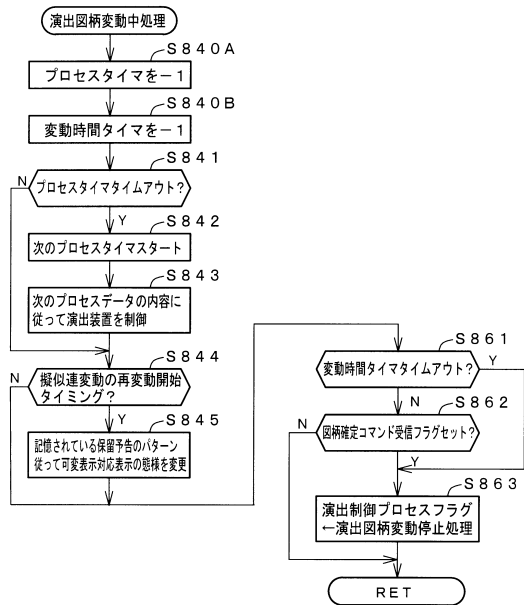 演出図柄変動中処理
S840A
プロセスタイマを－1
S840B
変動時間タイマを－1
S841
プロセスタイマタイムアウト?
N
Y
S842
次のプロセスタイマスタート
S843
次のプロセスデータの内容に
従って演出装置を制御
S844
擬似連変動の再変動開始
タイミング?
N
Y
S845
記憶されている保留予告のパターン
従って可変表示対応表示の態様を変更
S861
変動時間タイマタイムアウト?
Y
N
S862
図柄確定コマンド受信フラグセット?
N
Y
S863
演出制御プロセスフラグ
←演出図柄変動停止処理
RET